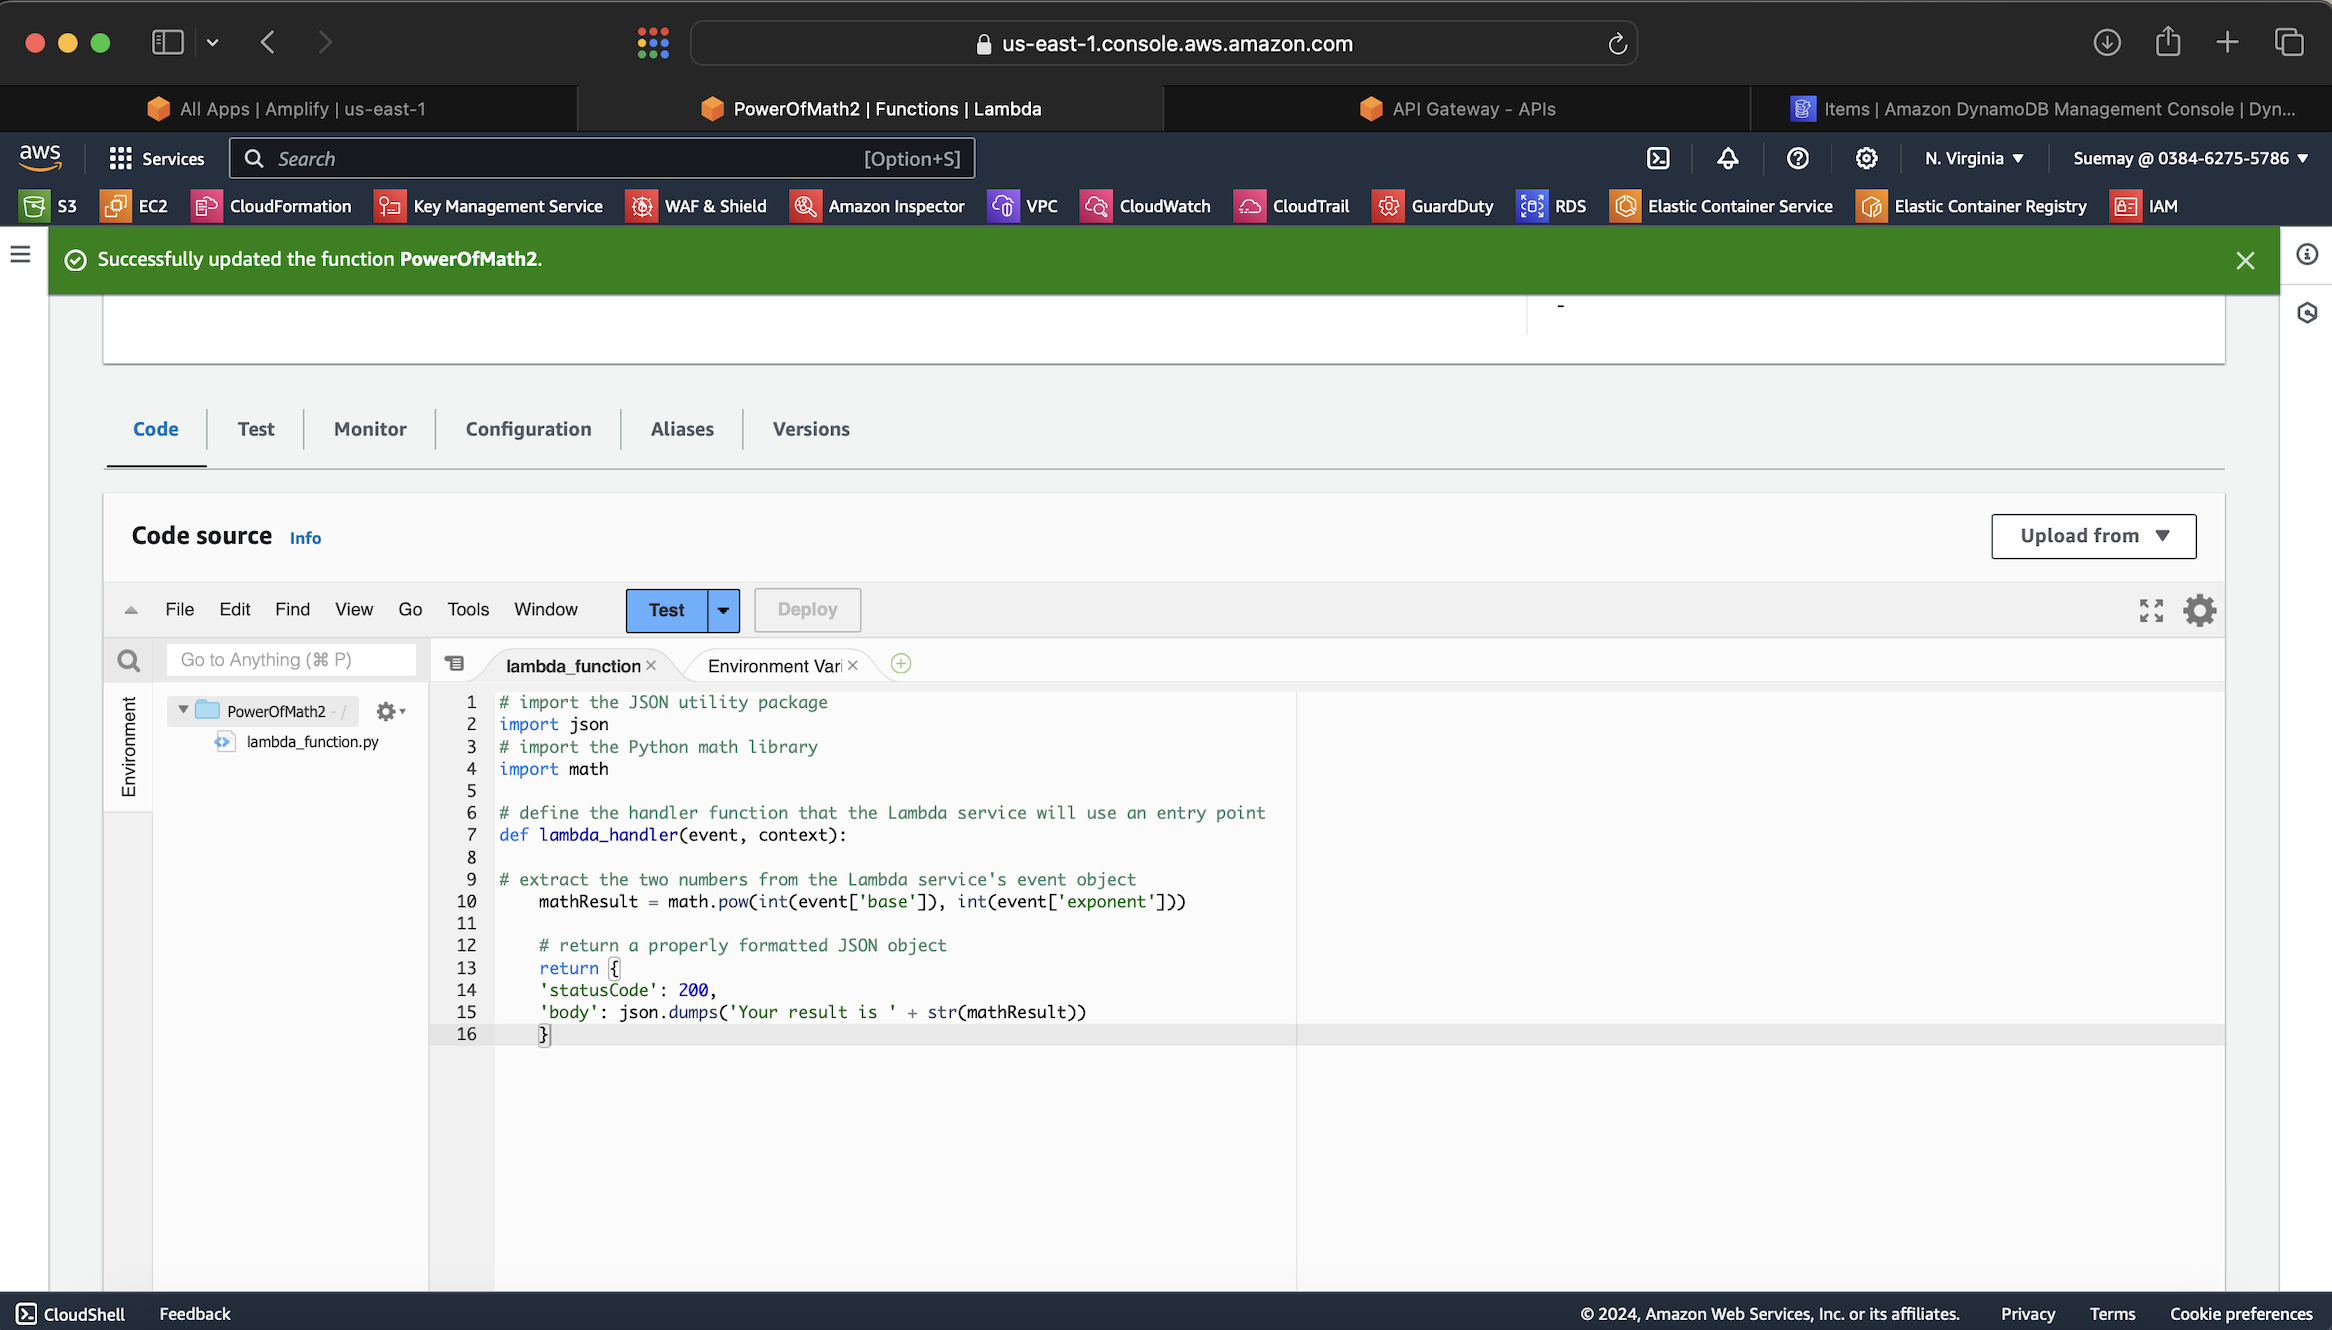 us-east-1.console.aws.amazon.com
All Apps | Amplify | us-east-1
PowerOfMath2 | Functions | Lambda
API Gateway - APIs
Items | Amazon DynamoDB Management Console | Dyn...
aws
Services
Search
[Option+S]
N. Virginia
Suemay @ 0384-6275-5786
S3
EC2
CloudFormation
Key Management Service
WAF & Shield
Amazon Inspector
VPC
CloudWatch
CloudTrail
GuardDuty
RDS
Elastic Container Service
Elastic Container Registry
IAM
Successfully updated the function PowerOfMath2.
-
Code
Test
Monitor
Configuration
Aliases
Versions
Code source
Info
Upload from
File
Edit
Find
View
Go
Tools
Window
Test
Deploy
Go to Anything (⌘ P)
lambda_function
Environment Vari
Environment
PowerOfMath2 - /
lambda_function.py
1 # import the JSON utility package
2 import json
3 # import the Python math library
4 import math
5
6 # define the handler function that the Lambda service will use an entry point
7 def lambda_handler(event, context):
8
9 # extract the two numbers from the Lambda service's event object
10     mathResult = math.pow(int(event['base']), int(event['exponent']))
11
12     # return a properly formatted JSON object
13     return {
14     'statusCode': 200,
15     'body': json.dumps('Your result is ' + str(mathResult))
16     }
CloudShell
Feedback
© 2024, Amazon Web Services, Inc. or its affiliates.
Privacy
Terms
Cookie preferences